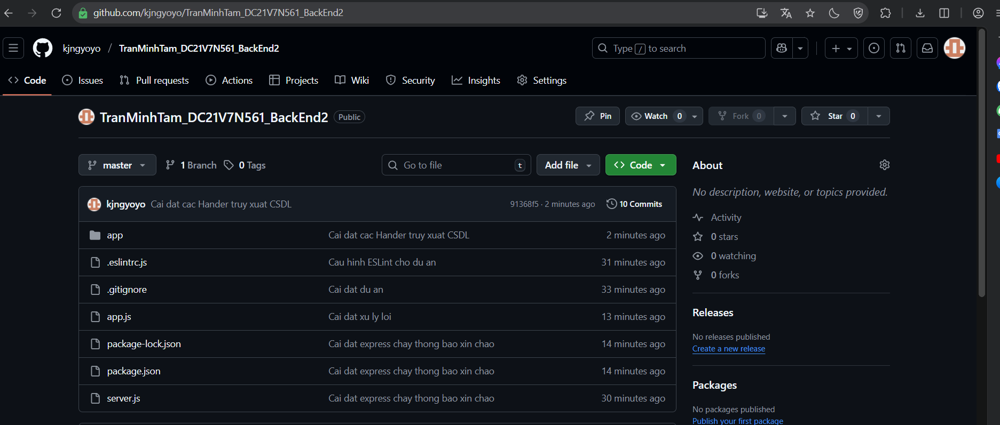 github.com/kjngyoyo/TranMinhTam_DC21V7N561_BackEnd2
kjngyoyo / TranMinhTam_DC21V7N561_BackEnd2
Type / to search
Code Issues Pull requests Actions Projects Wiki Security Insights Settings
TranMinhTam_DC21V7N561_BackEnd2 Public
Pin Watch 0 Fork 0 Star 0
master 1 Branch 0 Tags Go to file t Add file Code
kjngyoyo Cai dat cac Hander truy xuat CSDL 91368f5 · 2 minutes ago 10 Commits
app Cai dat cac Hander truy xuat CSDL 2 minutes ago
.eslintrc.js Cau hinh ESLint cho du an 31 minutes ago
.gitignore Cai dat du an 33 minutes ago
app.js Cai dat xu ly loi 13 minutes ago
package-lock.json Cai dat express chay thong bao xin chao 14 minutes ago
package.json Cai dat express chay thong bao xin chao 14 minutes ago
server.js Cai dat express chay thong bao xin chao 30 minutes ago
About
No description, website, or topics provided.
Activity
0 stars
0 watching
0 forks
Releases
No releases published
Create a new release
Packages
No packages published
Publish your first package